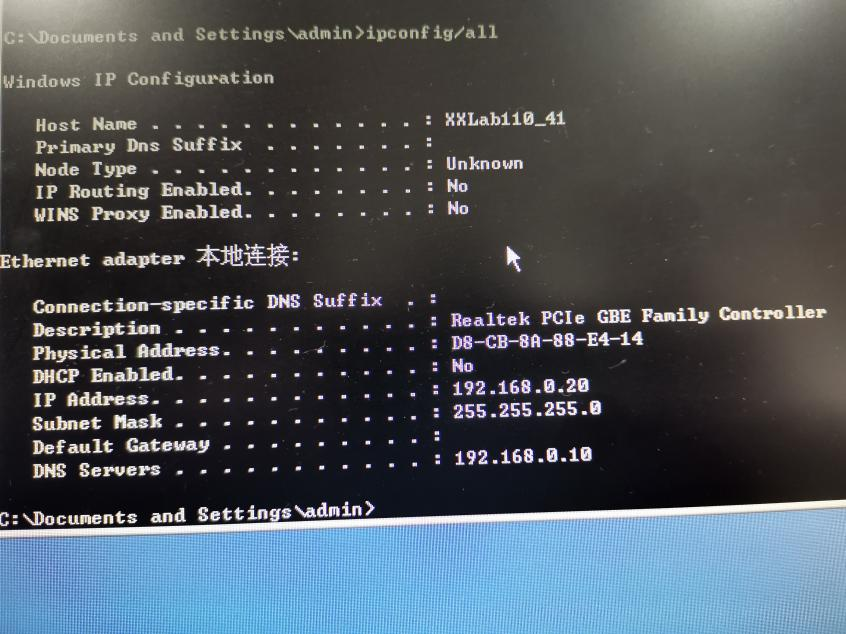 C:\Documents and Settings\admin>ipconfig/all
Windows IP Configuration
Host Name . . . . . . . . . . . . : XXLab110_41
Primary Dns Suffix . . . . . . . :
Node Type . . . . . . . . . . . . : Unknown
IP Routing Enabled. . . . . . . . : No
WINS Proxy Enabled. . . . . . . . : No
Ethernet adapter 本地连接:
Connection-specific DNS Suffix . :
Description . . . . . . . . . . . : Realtek PCIe GBE Family Controller
Physical Address. . . . . . . . . : D8-CB-8A-88-E4-14
DHCP Enabled. . . . . . . . . . . : No
IP Address. . . . . . . . . . . . : 192.168.0.20
Subnet Mask . . . . . . . . . . . : 255.255.255.0
Default Gateway . . . . . . . . . :
DNS Servers . . . . . . . . . . . : 192.168.0.10
C:\Documents and Settings\admin>